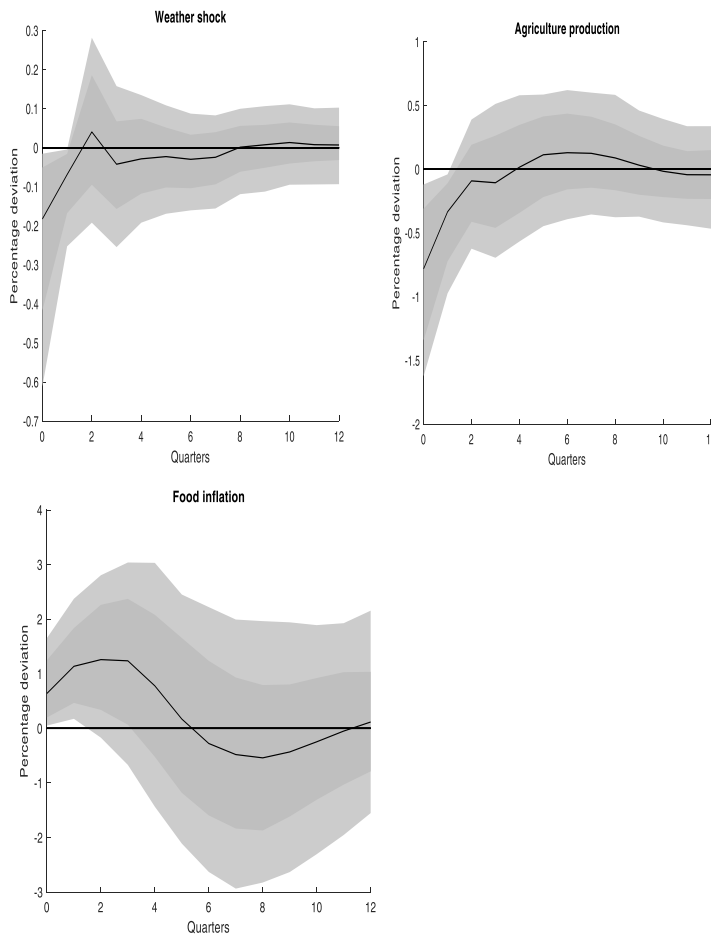 Weather shock
0.3
0.2
0.1
0
-0.1
-0.2
-0.3
-0.4
-0.5
-0.6
-0.7
Percentage deviation
0 2 4 6 8 10 12
Quarters
Agriculture production
1
0.5
0
-0.5
-1
-1.5
-2
Percentage deviation
0 2 4 6 8 10
Quarters
Food inflation
4
3
2
1
0
-1
-2
-3
Percentage deviation
0 2 4 6 8 10 12
Quarters